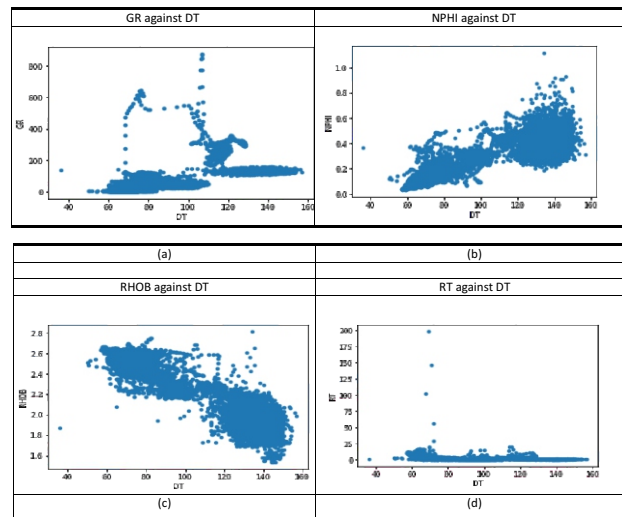 GR against DT
NPHI against DT
800
600
400
200
0
GR
40 60 80 100 120 140 160
DT
1.0
0.8
0.6
0.4
0.2
0.0
NPHI
40 60 80 100 120 140 160
DT
(a)
(b)
RHOB against DT
RT against DT
2.8
2.6
2.4
2.2
2.0
1.8
1.6
RHOB
40 60 80 100 120 140 160
DT
200
175
150
125
100
75
50
25
0
RT
40 60 80 100 120 140 160
DT
(c)
(d)